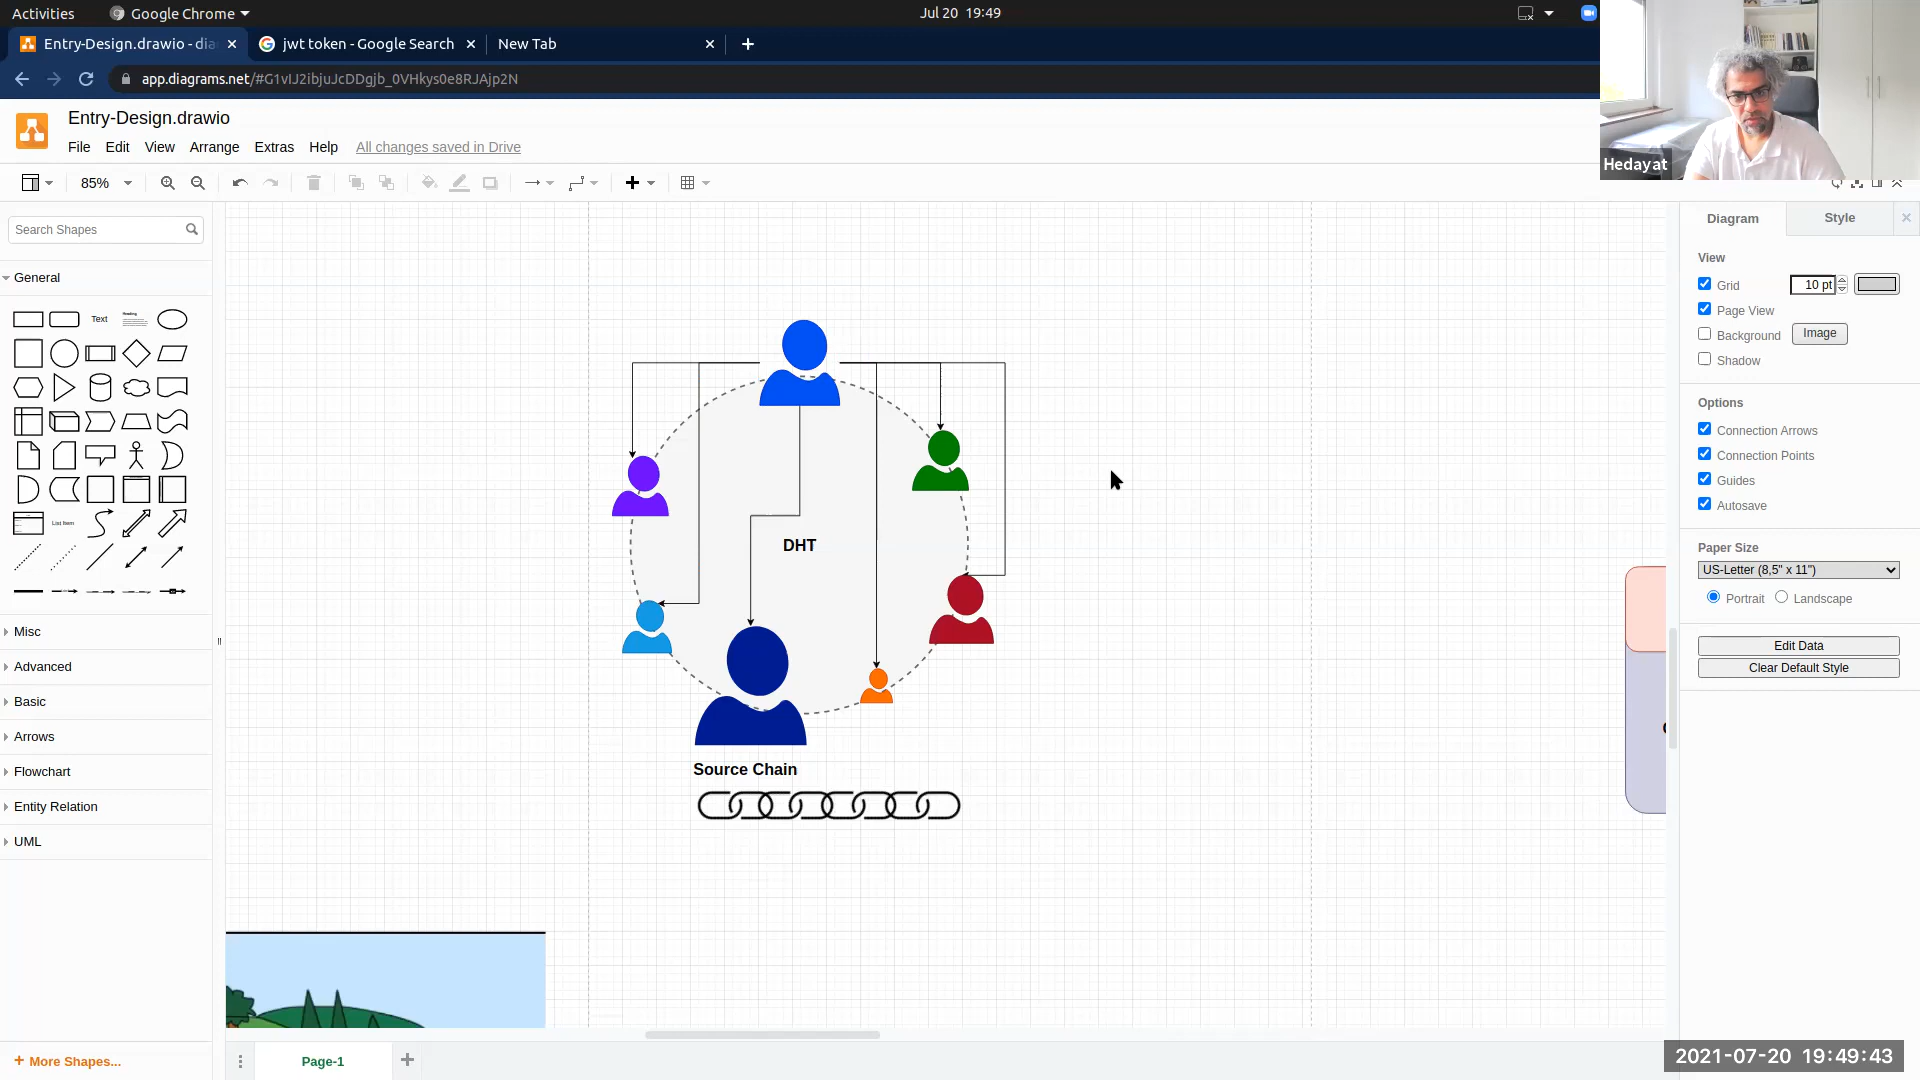 Activities
Google Chrome
Jul 20 19:49
Entry-Design.drawio - dia
jwt token - Google Search
New Tab
app.diagrams.net/#G1vIJ2ibjuJcDDgjb_0VHkys0e8RJAjp2N
Entry-Design.drawio
File Edit View Arrange Extras Help All changes saved in Drive
Hedayat
85%
Search Shapes
General
Text
Heading
List Item
Misc
Advanced
Basic
Arrows
Flowchart
Entity Relation
UML
+ More Shapes...
DHT
Source Chain
Page-1
Diagram
Style
View
Grid
10 pt
Page View
Background
Image
Shadow
Options
Connection Arrows
Connection Points
Guides
Autosave
Paper Size
US-Letter (8,5" x 11")
Portrait
Landscape
Edit Data
Clear Default Style
2021-07-20 19:49:43